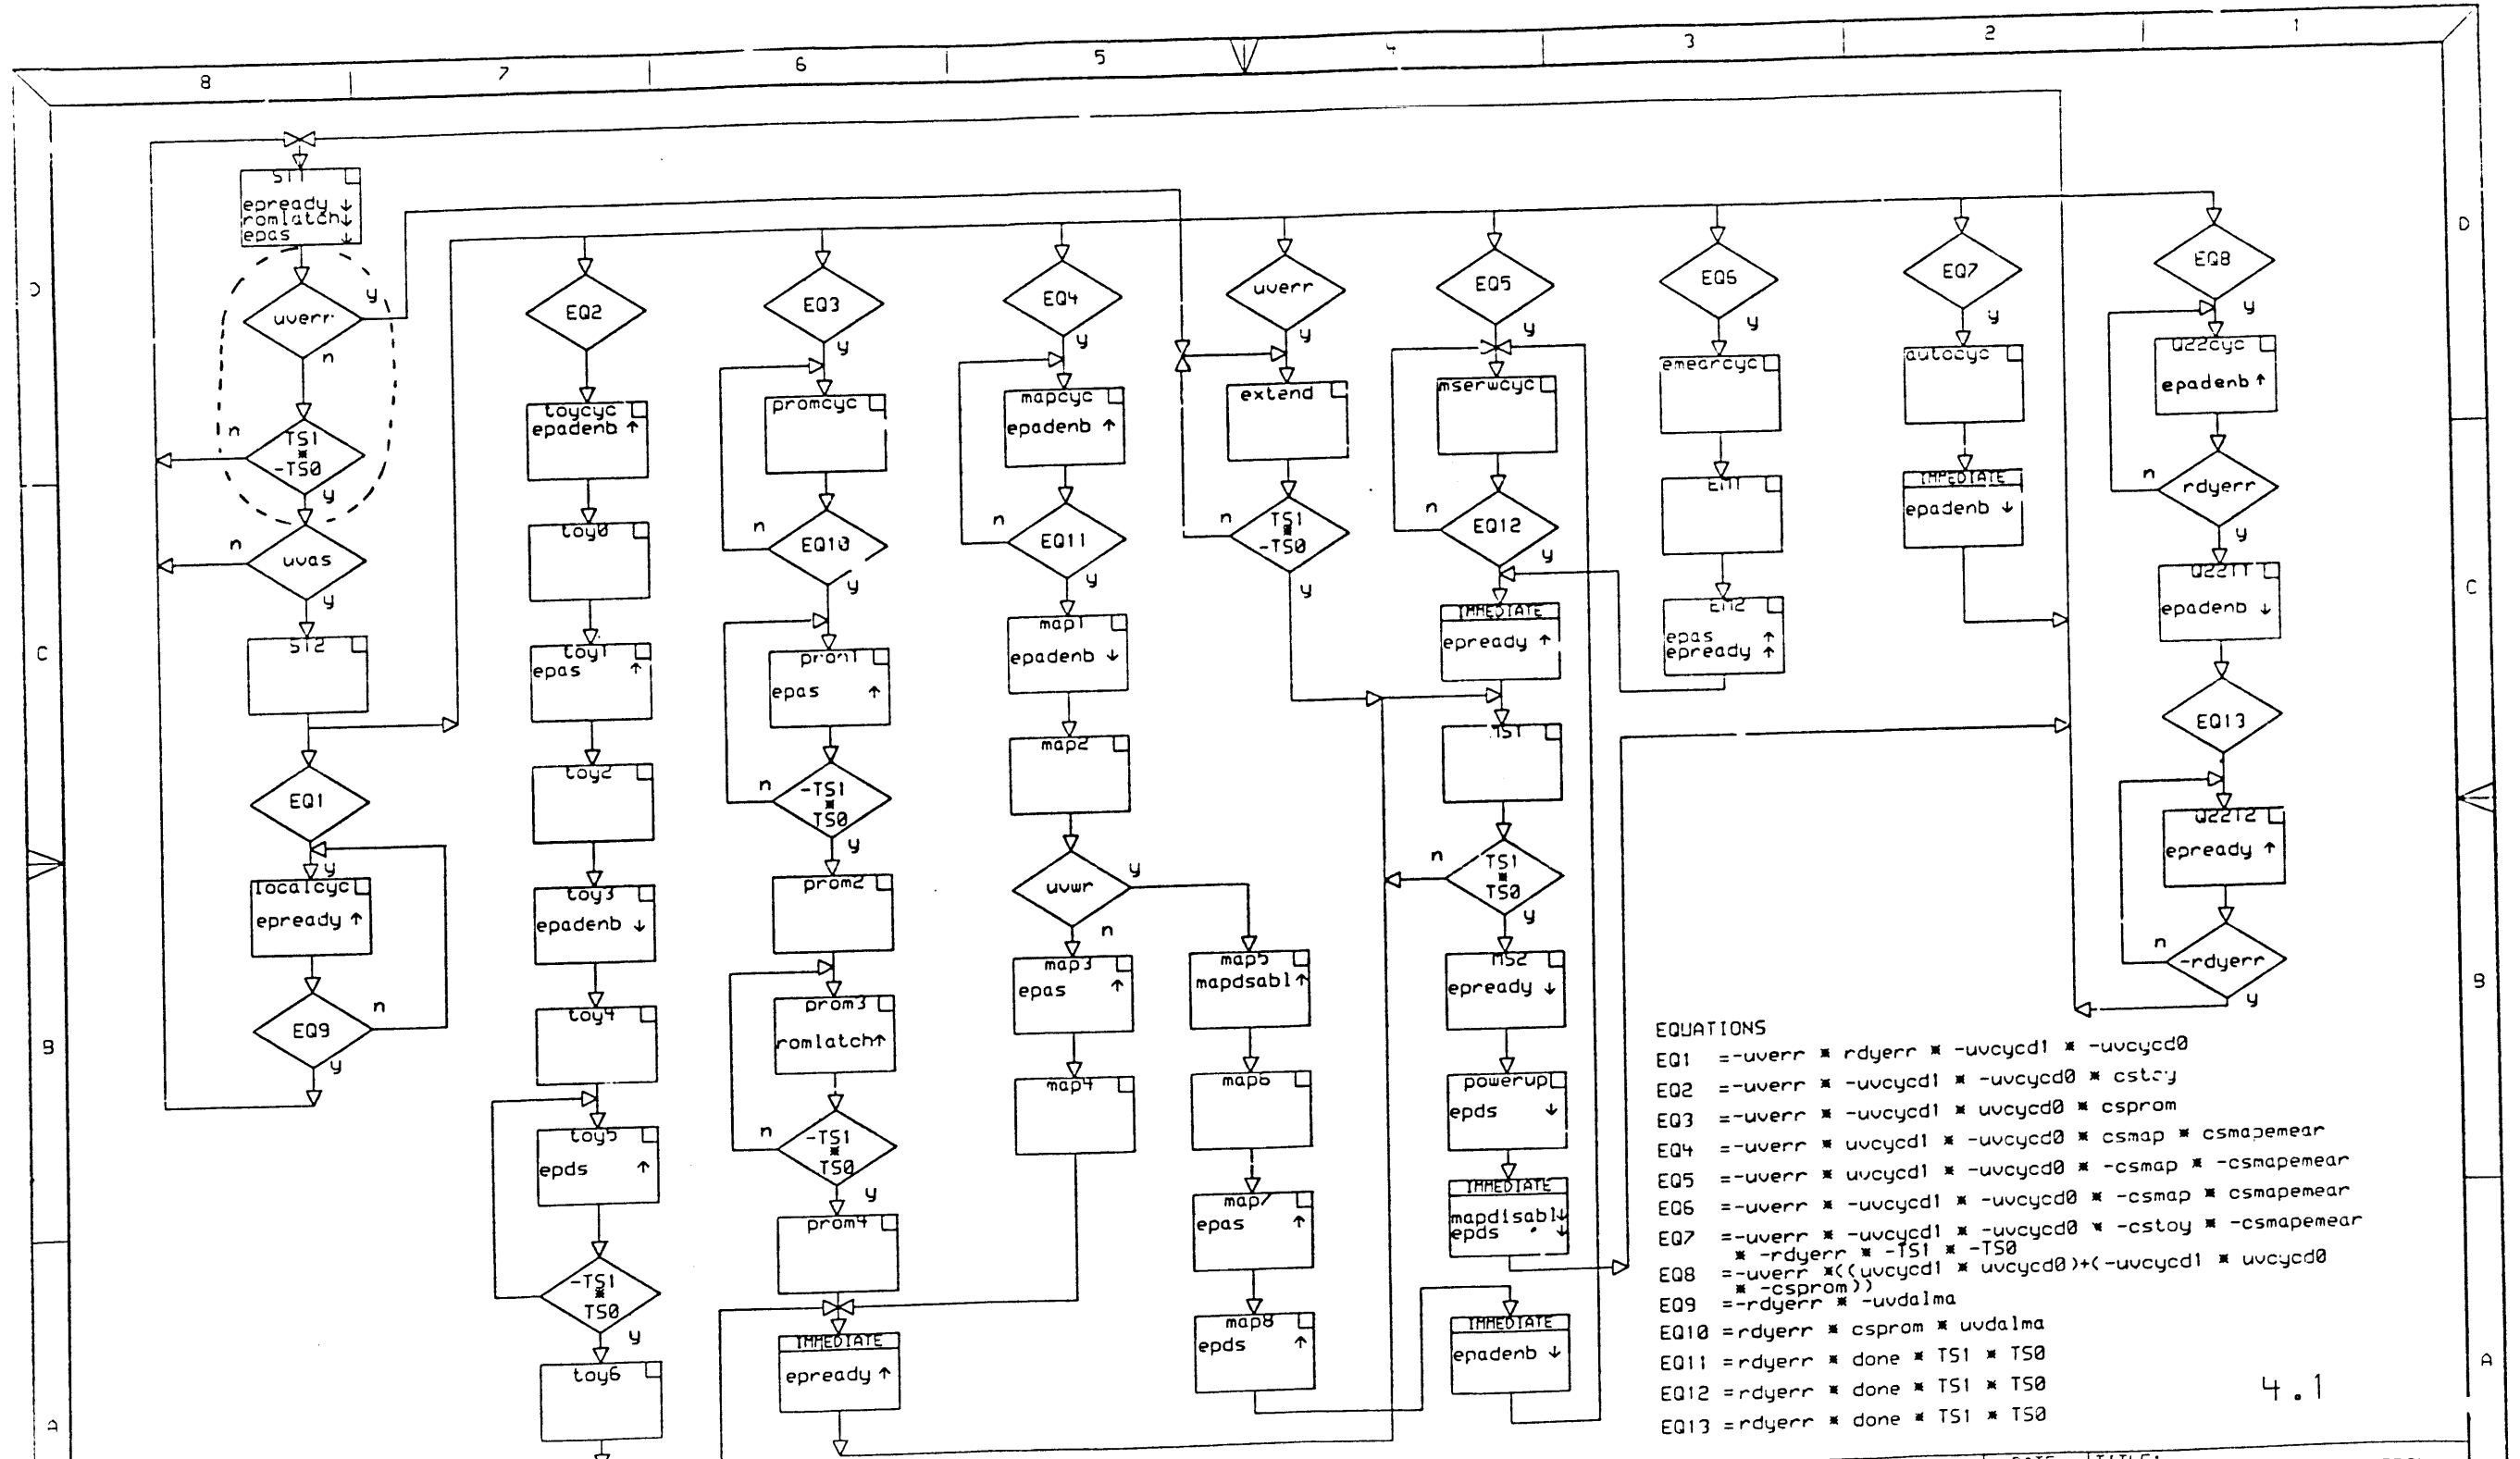 8 7 6 5 4 3 2 1
D
C
B
A
D
C
B
A
ST1
epready ↓
romlatch↓
epas ↓
uverr
y
n
TS1
*
-TS0
n
y
uvas
n
y
ST2
EQ1
y
localcyc
epready ↑
EQ9
n
y
EQ2
toycyc
epadenb ↑
toy0
toy1
epas ↑
toy2
toy3
epadenb ↓
toy4
toy5
epds ↑
-TS1
*
TS0
y
toy6
EQ3
y
promcyc
EQ10
n
y
prom1
epas ↑
-TS1
*
TS0
n
y
prom2
prom3
romlatch↑
-TS1
*
TS0
n
y
prom4
IMMEDIATE
epready ↑
EQ4
y
mapcyc
epadenb ↑
EQ11
n
y
map1
epadenb ↓
map2
uvwr
y
n
map3
epas ↑
map4
map5
mapdsabl↑
map6
map7
epas ↑
map8
epds ↑
uverr
y
extend
TS1
*
-TS0
n
y
EQ5
y
mserwcyc
EQ12
n
y
IMMEDIATE
epready ↑
MS1
TS1
*
TS0
n
y
MS2
epready ↓
powerup
epds ↓
IMMEDIATE
mapdisabl↓
epds ↓
IMMEDIATE
epadenb ↓
EQ6
y
emearcyc
EM1
EM2
epas ↑
epready ↑
EQ7
y
autocyc
IMMEDIATE
epadenb ↓
EQ8
y
Q22cyc
epadenb ↑
rdyerr
n
y
Q22T1
epadenb ↓
EQ13
Q22T2
epready ↑
-rdyerr
n
y
EQUATIONS
EQ1 =-uverr * rdyerr * -uvcycd1 * -uvcycd0
EQ2 =-uverr * -uvcycd1 * -uvcycd0 * cstoy
EQ3 =-uverr * -uvcycd1 * uvcycd0 * csprom
EQ4 =-uverr * uvcycd1 * -uvcycd0 * csmap * csmapemear
EQ5 =-uverr * uvcycd1 * -uvcycd0 * -csmap * -csmapemear
EQ6 =-uverr * -uvcycd1 * -uvcycd0 * -csmap * csmapemear
EQ7 =-uverr * -uvcycd1 * -uvcycd0 * -cstoy * -csmapemear
* -rdyerr * -TS1 * -TS0
EQ8 =-uverr *((uvcycd1 * uvcycd0)+(-uvcycd1 * uvcycd0
* -csprom))
EQ9 =-rdyerr * -uvdalma
EQ10 =rdyerr * csprom * uvdalma
EQ11 =rdyerr * done * TS1 * TS0
EQ12 =rdyerr * done * TS1 * TS0
EQ13 =rdyerr * done * TS1 * TS0
4.1